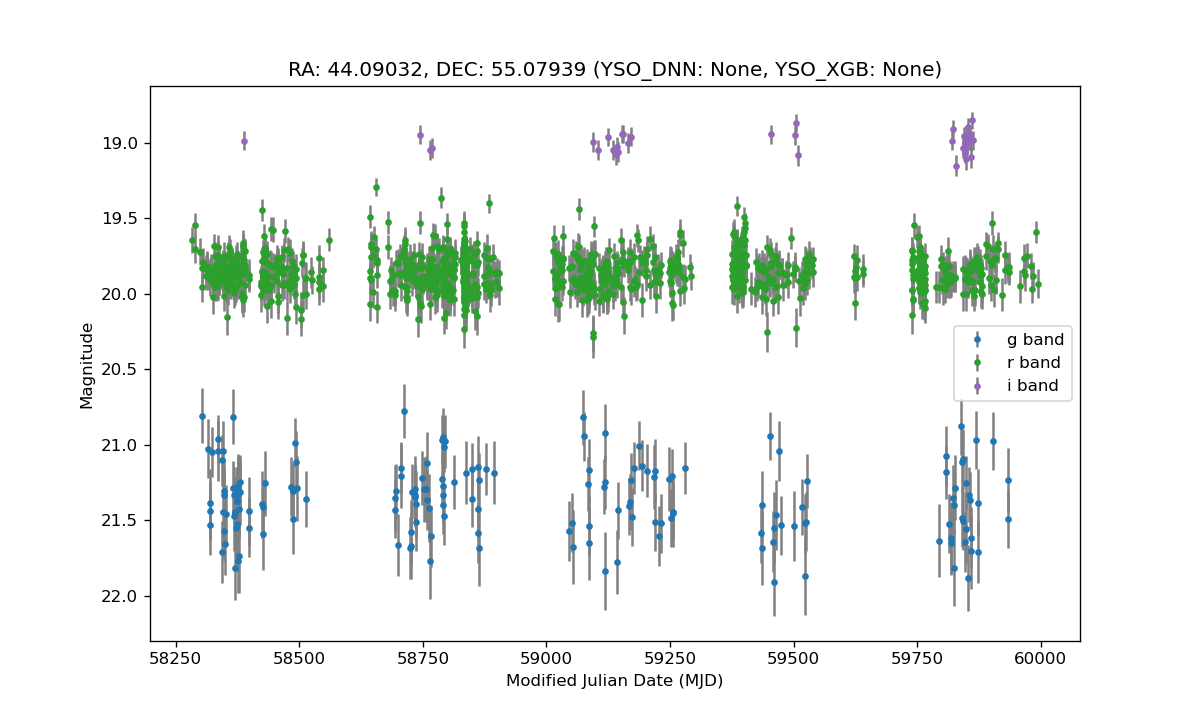 RA: 44.09032, DEC: 55.07939 (YSO_DNN: None, YSO_XGB: None)
19.0
19.5
20.0
20.5
21.0
21.5
22.0
Magnitude
g band
r band
i band
58250
58500
58750
59000
59250
59500
59750
60000
Modified Julian Date (MJD)